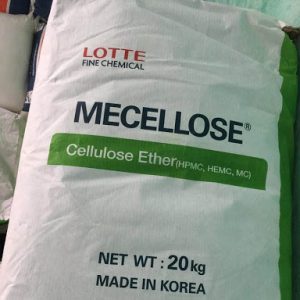 LOTTE
FINE CHEMICAL
MECELLOSE®
Cellulose Ether(HPMC, HEMC, MC)
NET WT : 20kg
MADE IN KOREA